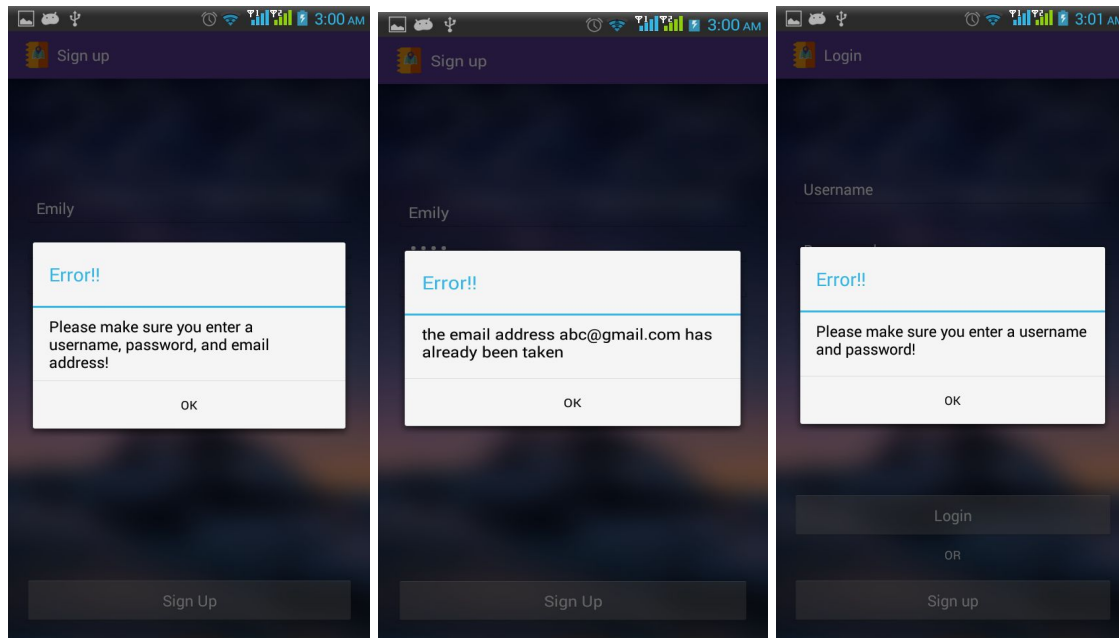 3:00 AM
Sign up
Emily
Error!!
Please make sure you enter a
username, password, and email
address!
OK
Sign Up
3:00 AM
Sign up
Emily
Error!!
the email address abc@gmail.com has
already been taken
OK
Sign Up
3:01 AM
Login
Username
Error!!
Please make sure you enter a username
and password!
OK
Login
OR
Sign up